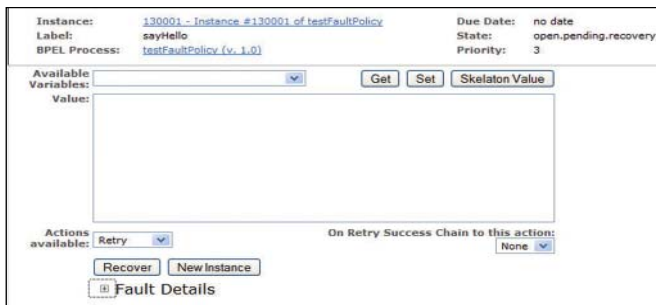 Instance: 130001 - Instance #130001 of testFaultPolicy Due Date: no date
Label: sayHello State: open.pending.recovery
BPEL Process: testFaultPolicy (v. 1.0) Priority: 3
Available Variables: Get Set Skelaton Value
Value:
Actions available: Retry On Retry Success Chain to this action: None
Recover New Instance
Fault Details